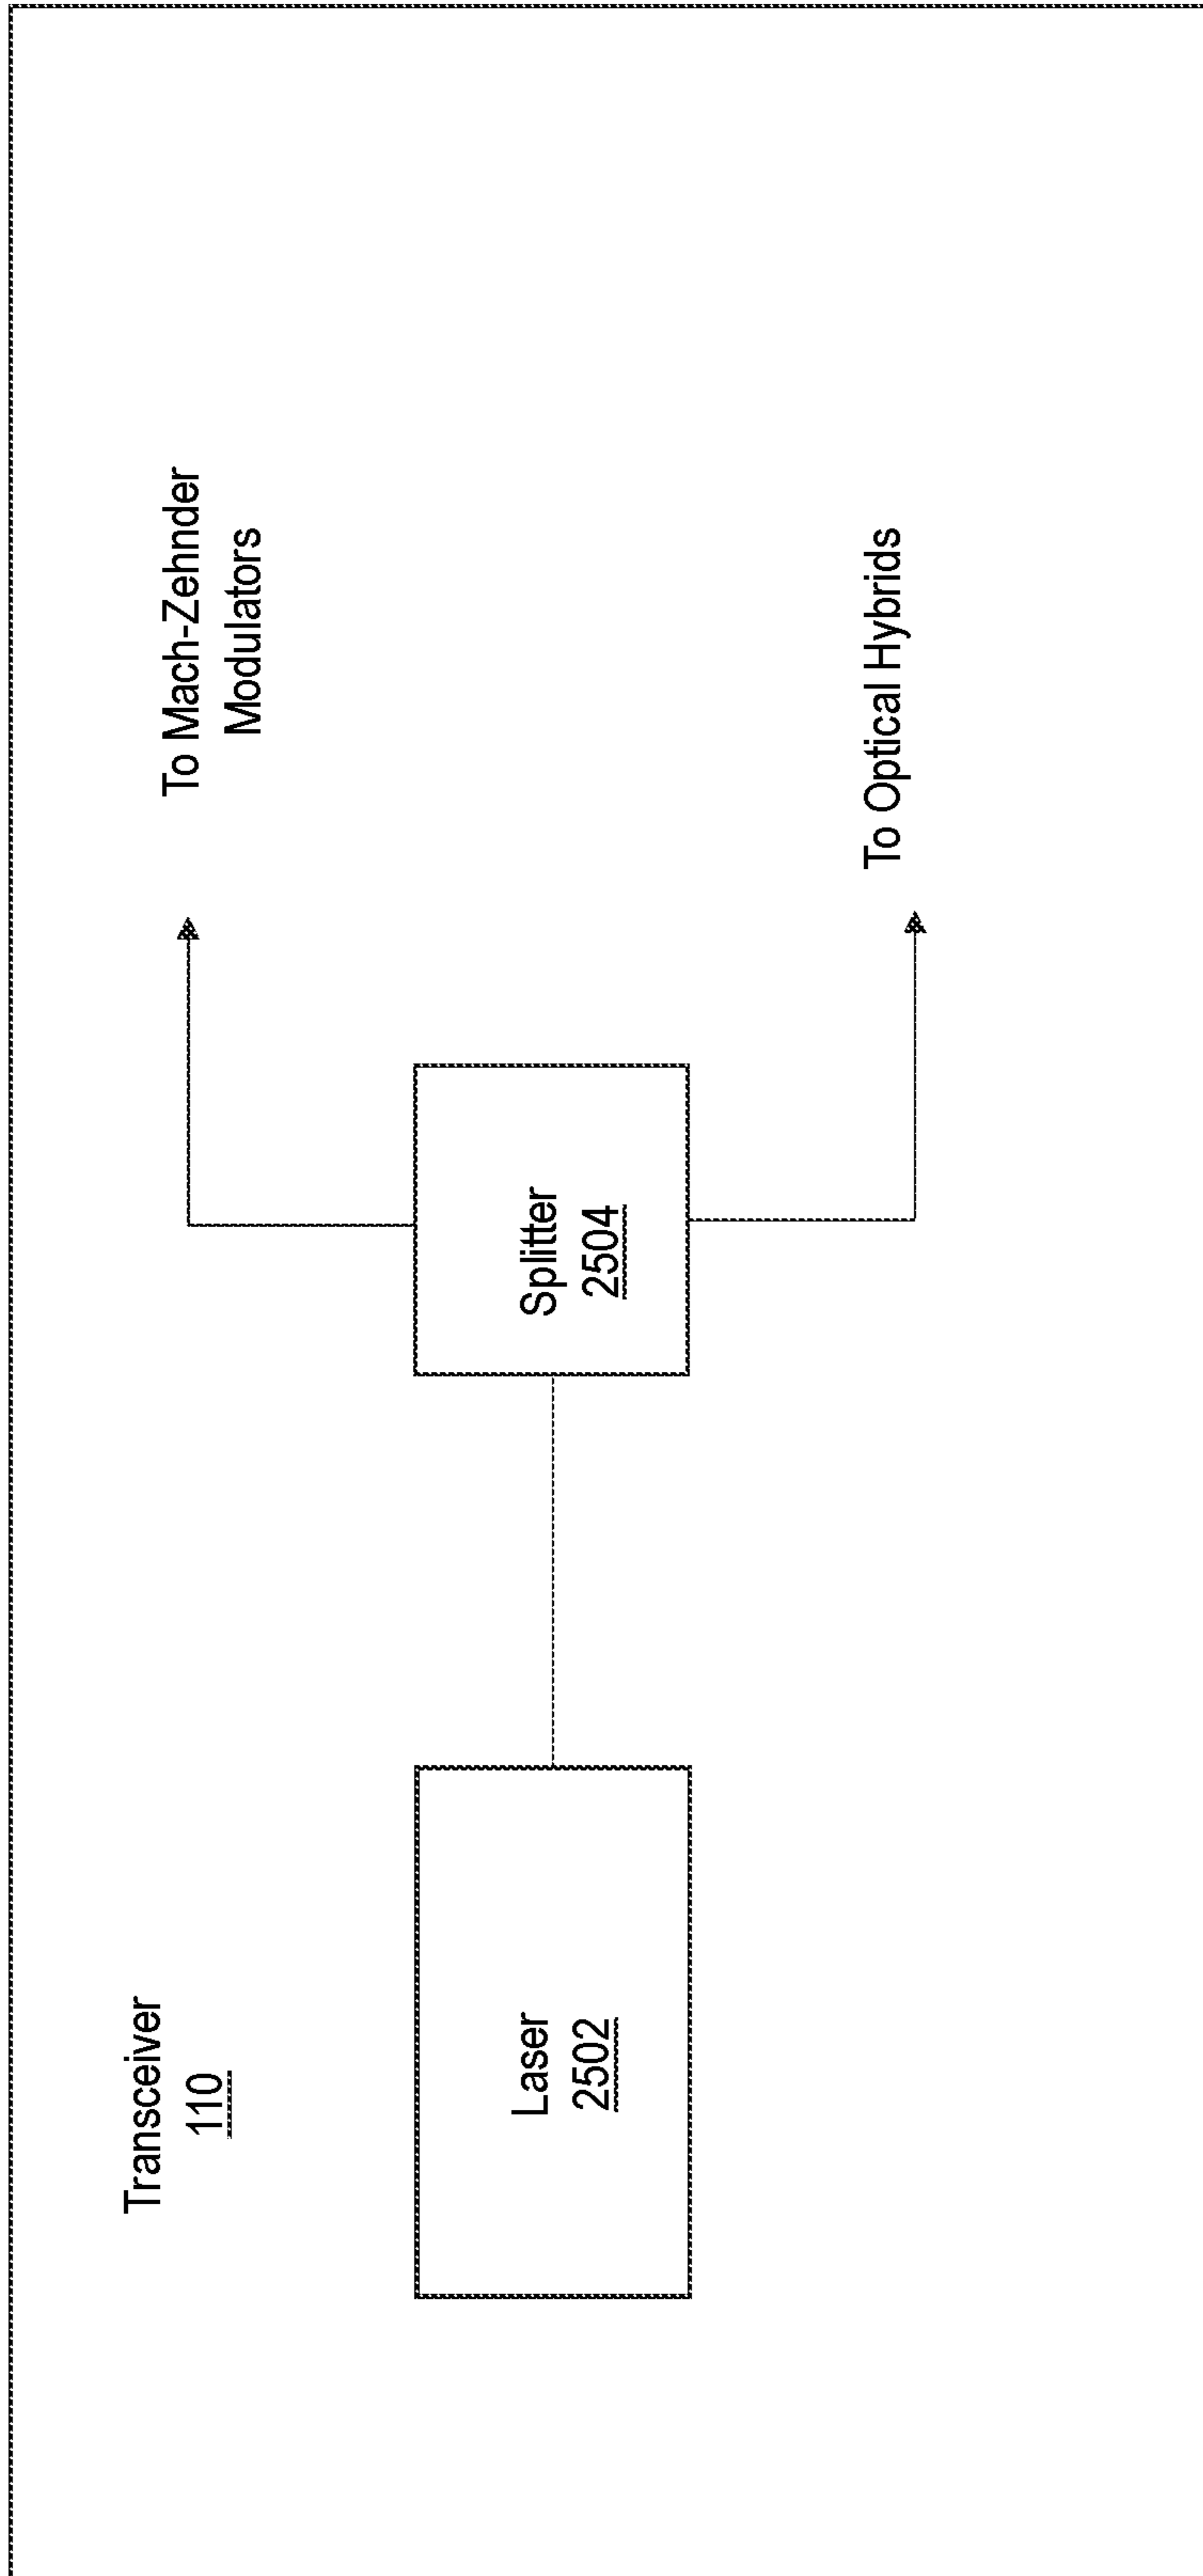 Transceiver
110
Laser
2502
Splitter
2504
To Mach-Zehnder
Modulators
To Optical Hybrids